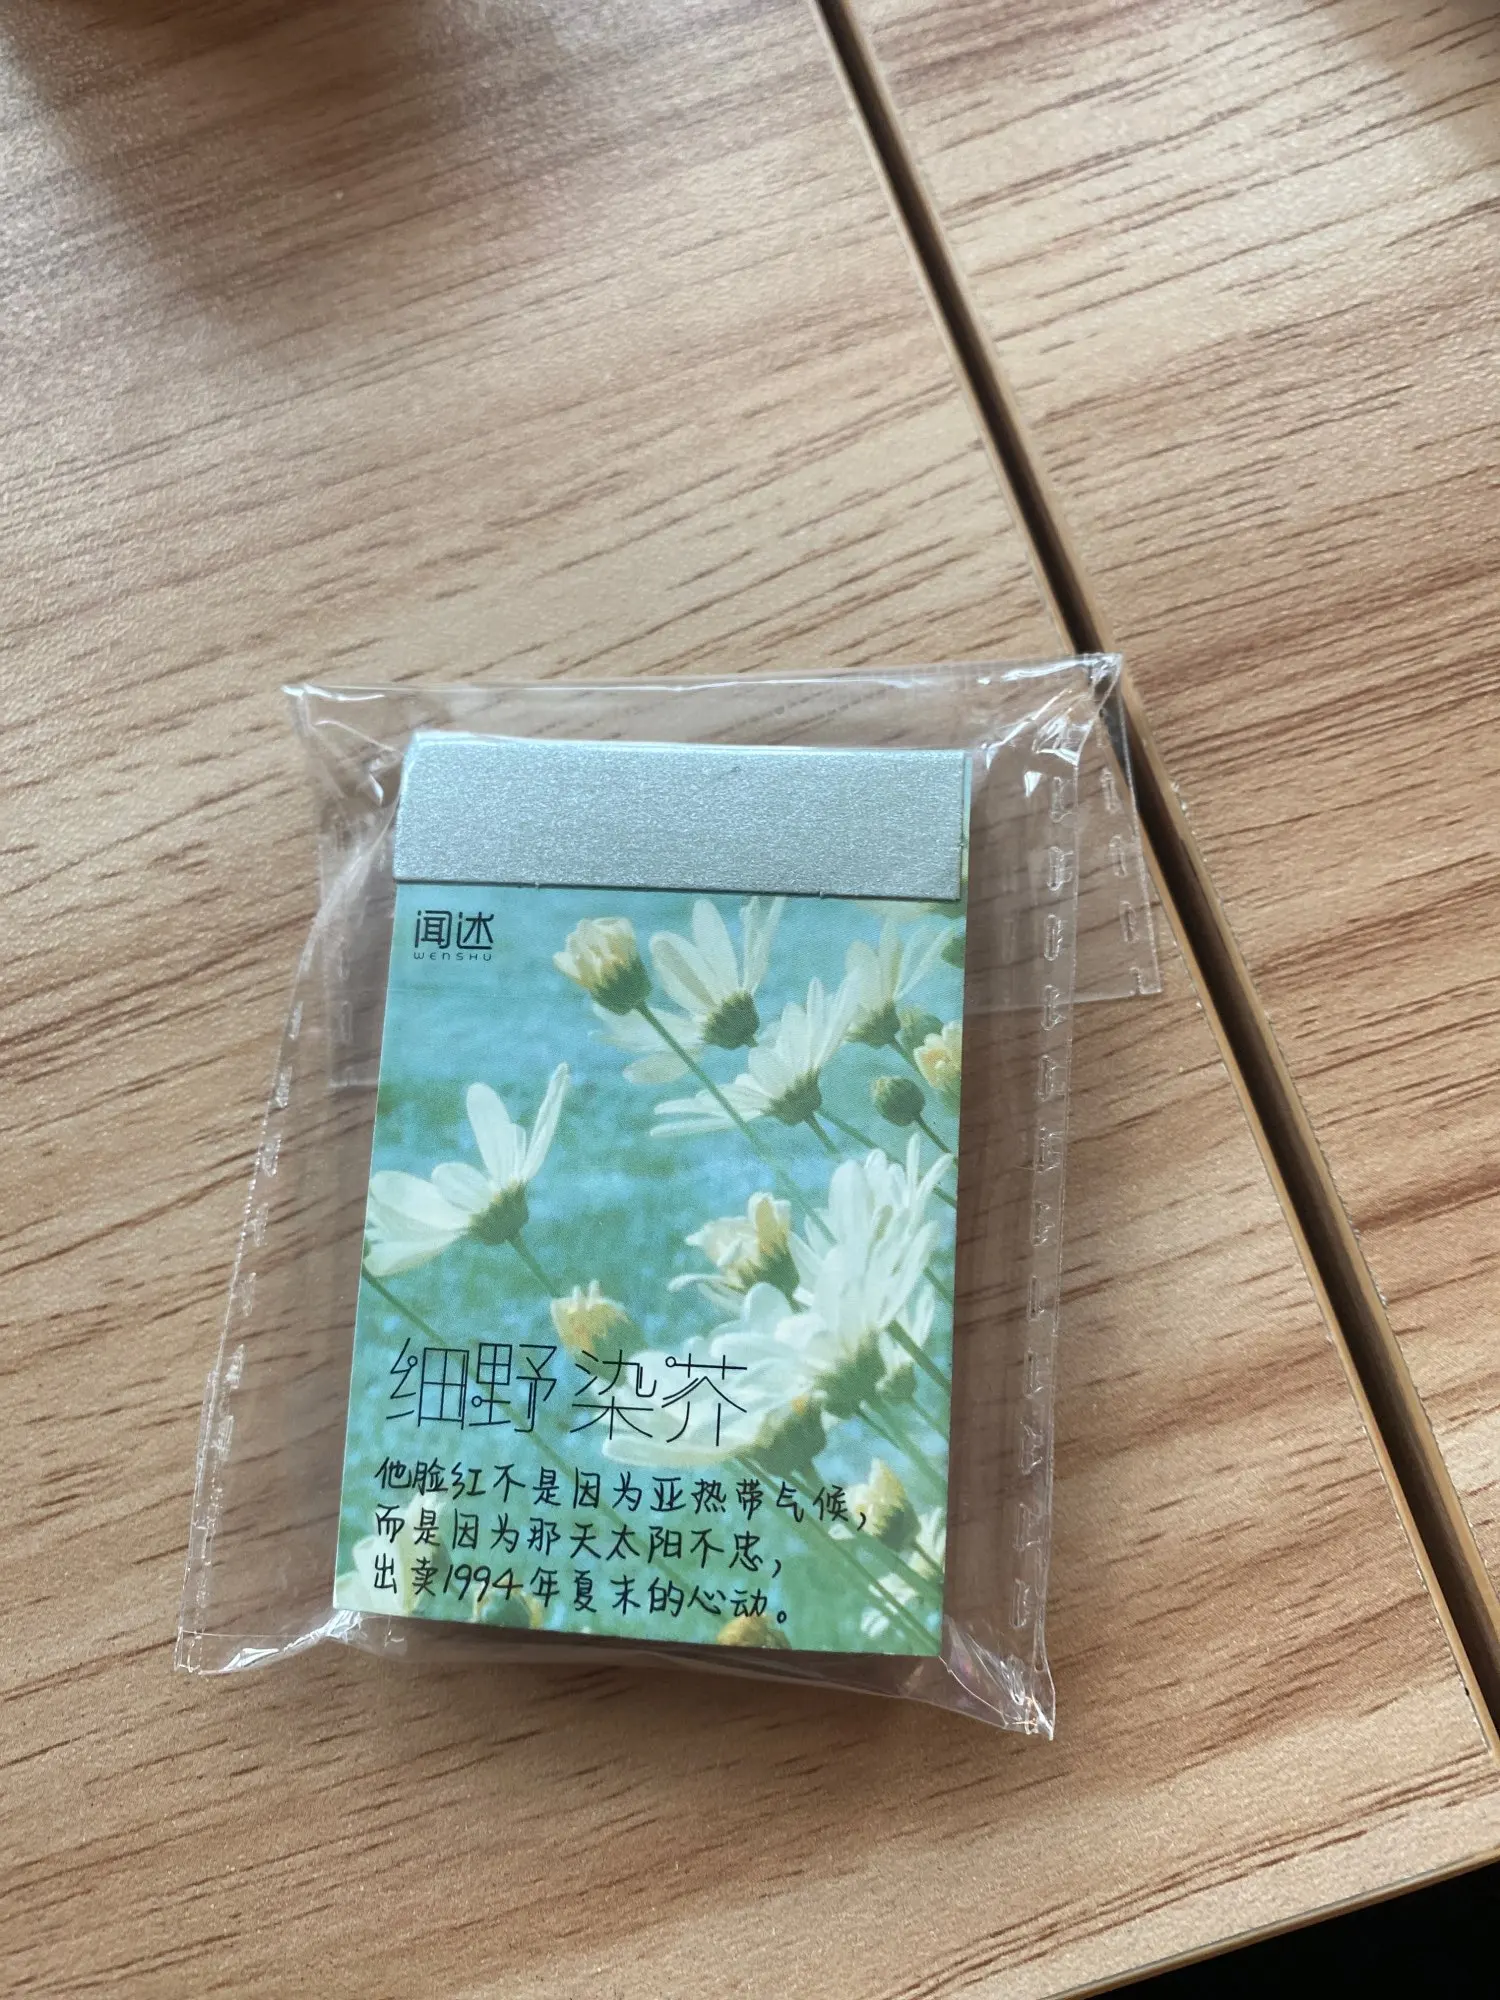 闻述
WENSHU
细野染芥
他脸红不是因为亚热带气候，
而是因为那天太阳不忠，
出卖1994年夏末的心动。